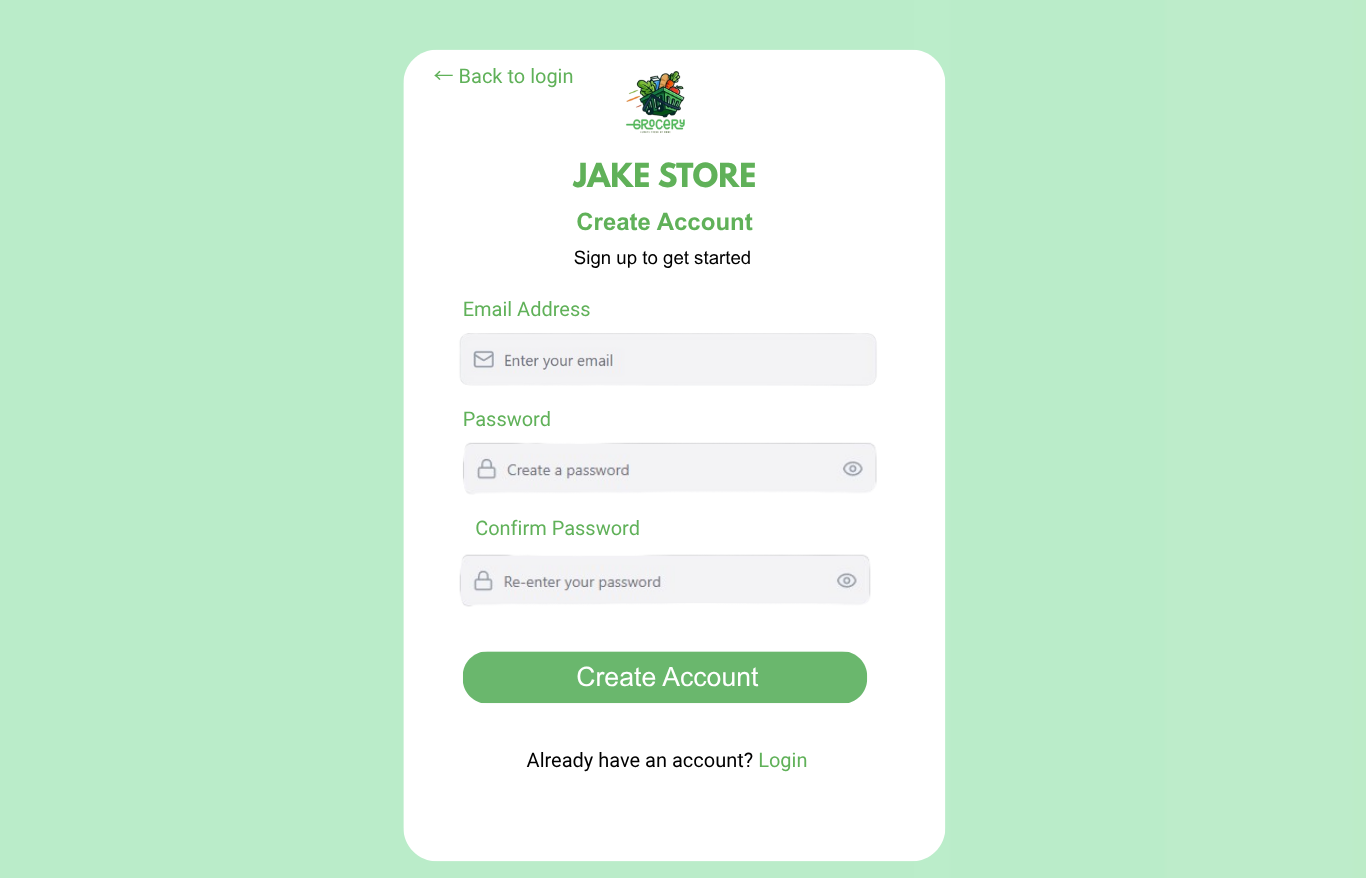 ← Back to login
GROCERY
JAKE STORE
Create Account
Sign up to get started
Email Address
Enter your email
Password
Create a password
Confirm Password
Re-enter your password
Create Account
Already have an account? Login